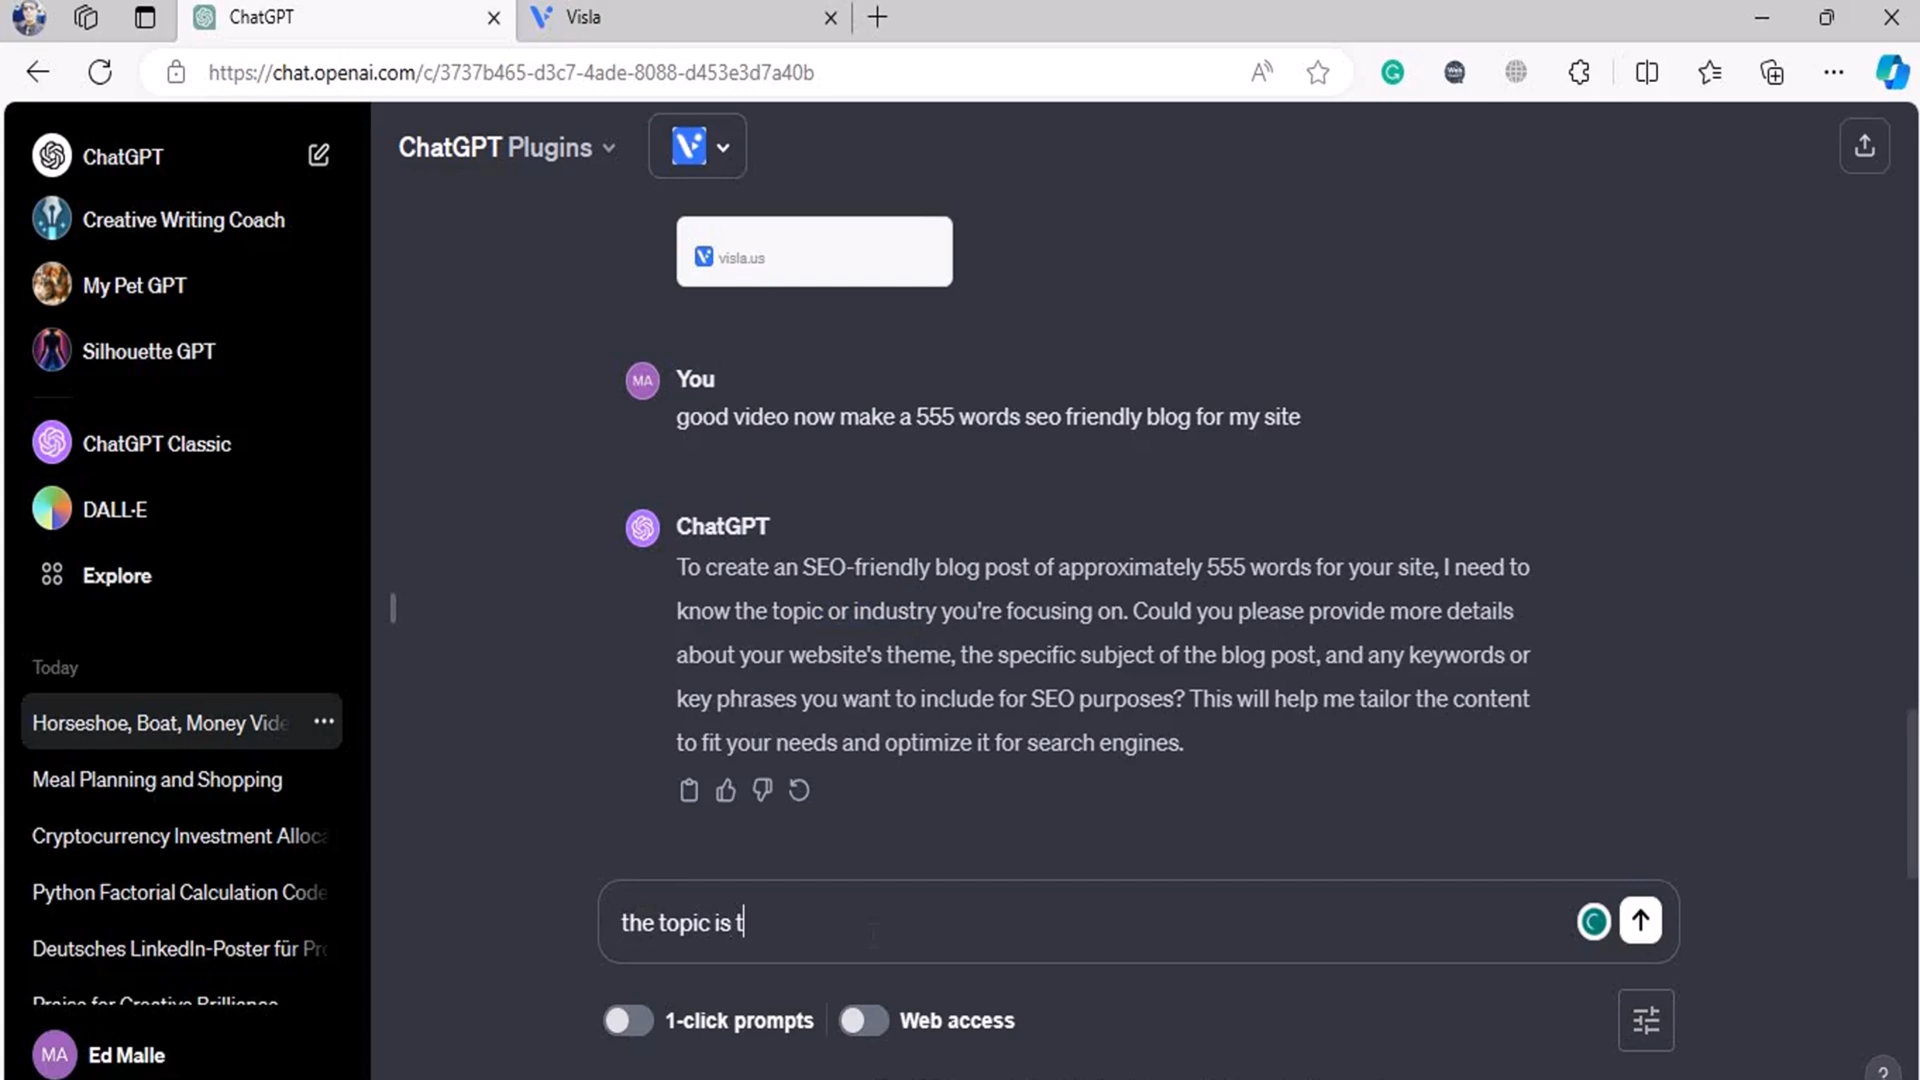 ChatGPT
Visla
https://chat.openai.com/c/3737b465-d3c7-4ade-8088-d453e3d7a40b
ChatGPT
Creative Writing Coach
My Pet GPT
Silhouette GPT
ChatGPT Classic
DALL·E
Explore
Today
Horseshoe, Boat, Money Vide
Meal Planning and Shopping
Cryptocurrency Investment Alloca
Python Factorial Calculation Code
Deutsches LinkedIn-Poster für Pr
Praise for Creative Brilliance
MA
Ed Malle
ChatGPT Plugins
visla.us
MA
You
good video now make a 555 words seo friendly blog for my site
ChatGPT
To create an SEO-friendly blog post of approximately 555 words for your site, I need to
know the topic or industry you're focusing on. Could you please provide more details
about your website's theme, the specific subject of the blog post, and any keywords or
key phrases you want to include for SEO purposes? This will help me tailor the content
to fit your needs and optimize it for search engines.
the topic is t
1-click prompts
Web access
?